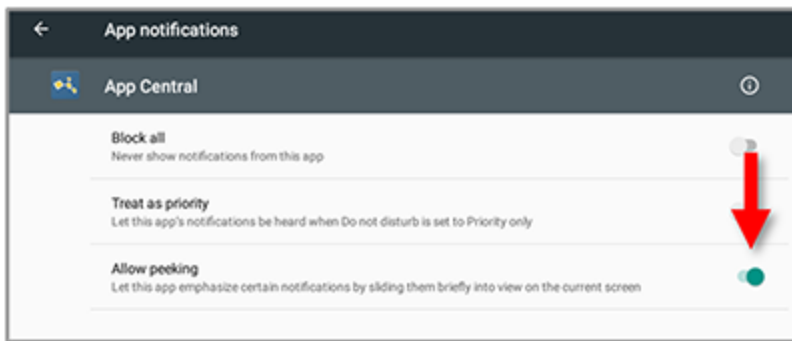 App notifications
App Central
Block all
Never show notifications from this app
Treat as priority
Let this app's notifications be heard when Do not disturb is set to Priority only
Allow peeking
Let this app emphasize certain notifications by sliding them briefly into view on the current screen